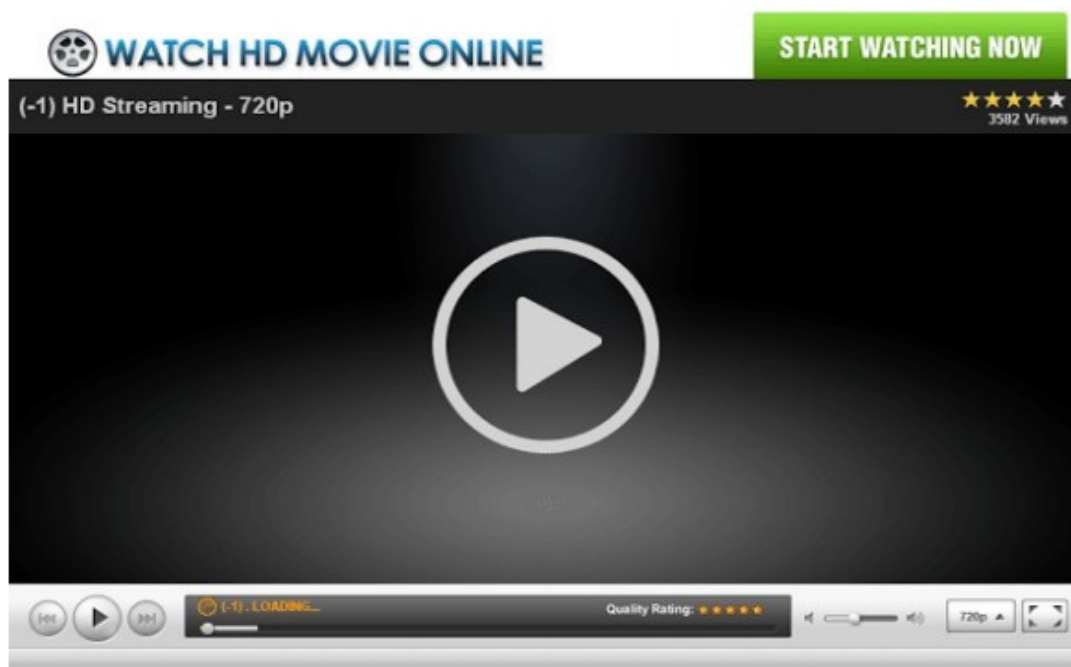 WATCH HD MOVIE ONLINE
START WATCHING NOW
(-1) HD Streaming - 720p
3582 Views
(-1) . LOADING...
Quality Rating:
720p